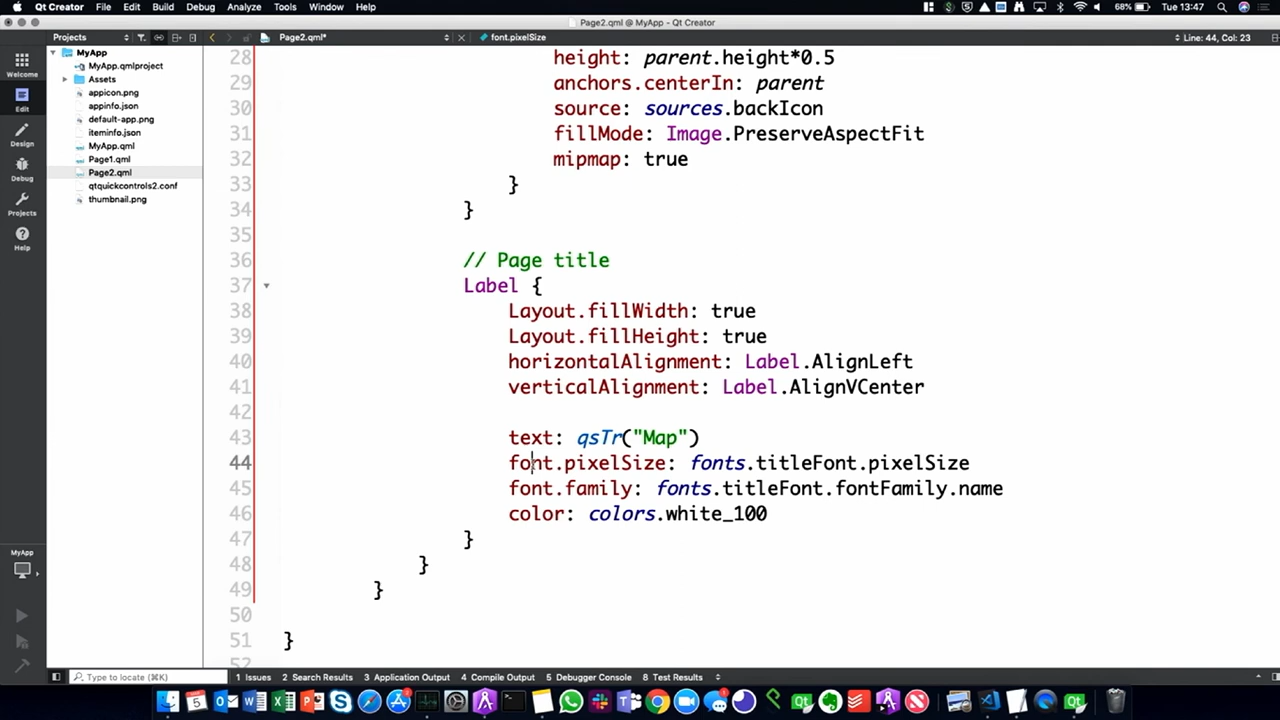 Qt Creator File Edit Build Debug Analyze Tools Window Help 68% Tue 13:47
Page2.qml @ MyApp - Qt Creator
Projects Page2.qml* font.pixelSize Line: 44, Col: 23
MyApp
MyApp.qmlproject
Assets
appicon.png
appinfo.json
default-app.png
iteminfo.json
MyApp.qml
Page1.qml
Page2.qml
qtquickcontrols2.conf
thumbnail.png
Welcome
Edit
Design
Debug
Projects
Help
MyApp
28 height: parent.height*0.5
29 anchors.centerIn: parent
30 source: sources.backIcon
31 fillMode: Image.PreserveAspectFit
32 mipmap: true
33 }
34 }
35
36 // Page title
37 Label {
38 Layout.fillWidth: true
39 Layout.fillHeight: true
40 horizontalAlignment: Label.AlignLeft
41 verticalAlignment: Label.AlignVCenter
42
43 text: qsTr("Map")
44 font.pixelSize: fonts.titleFont.pixelSize
45 font.family: fonts.titleFont.fontFamily.name
46 color: colors.white_100
47 }
48 }
49 }
50
51 }
52
Type to locate (⌘K) 1 Issues 2 Search Results 3 Application Output 4 Compile Output 5 Debugger Console 8 Test Results